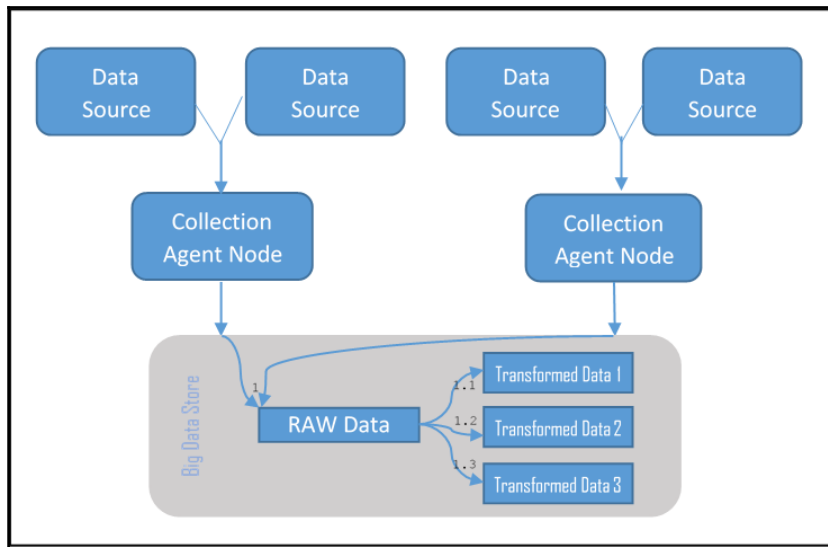 Data
Source
Data
Source
Data
Source
Data
Source
Collection
Agent Node
Collection
Agent Node
Big Data Store
1
RAW Data
1.1
1.2
1.3
Transformed Data 1
Transformed Data 2
Transformed Data 3